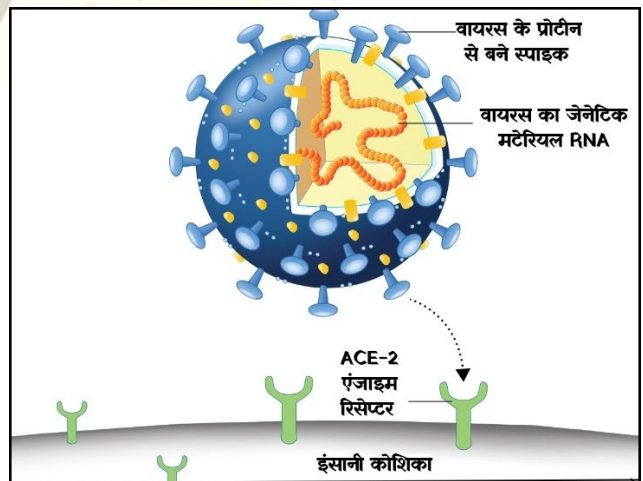 वायरस के प्रोटीन
से बने स्पाइक
वायरस का जेनेटिक
मटेरियल RNA
ACE-2
एंजाइम
रिसेप्टर
इंसानी कोशिका